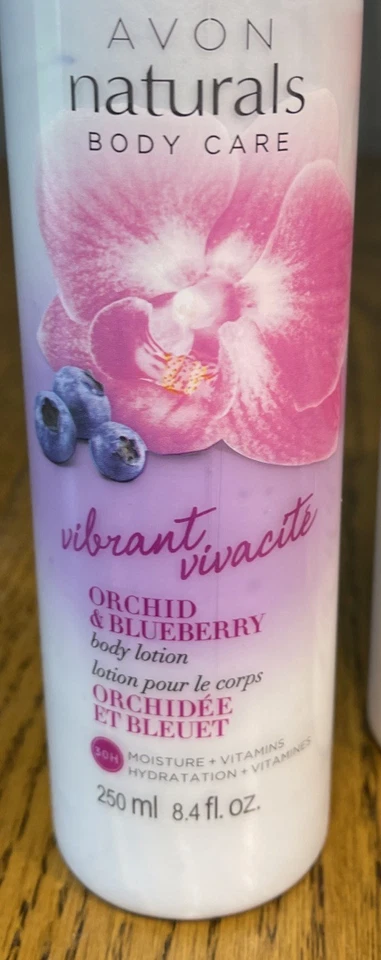 AVON
naturals
BODY CARE
vibrant
vivacité
ORCHID
& BLUEBERRY
body lotion
lotion pour le corps
ORCHIDÉE
ET BLEUET
30H
MOISTURE + VITAMINS
HYDRATATION + VITAMINES
250 ml 8.4 fl. oz.